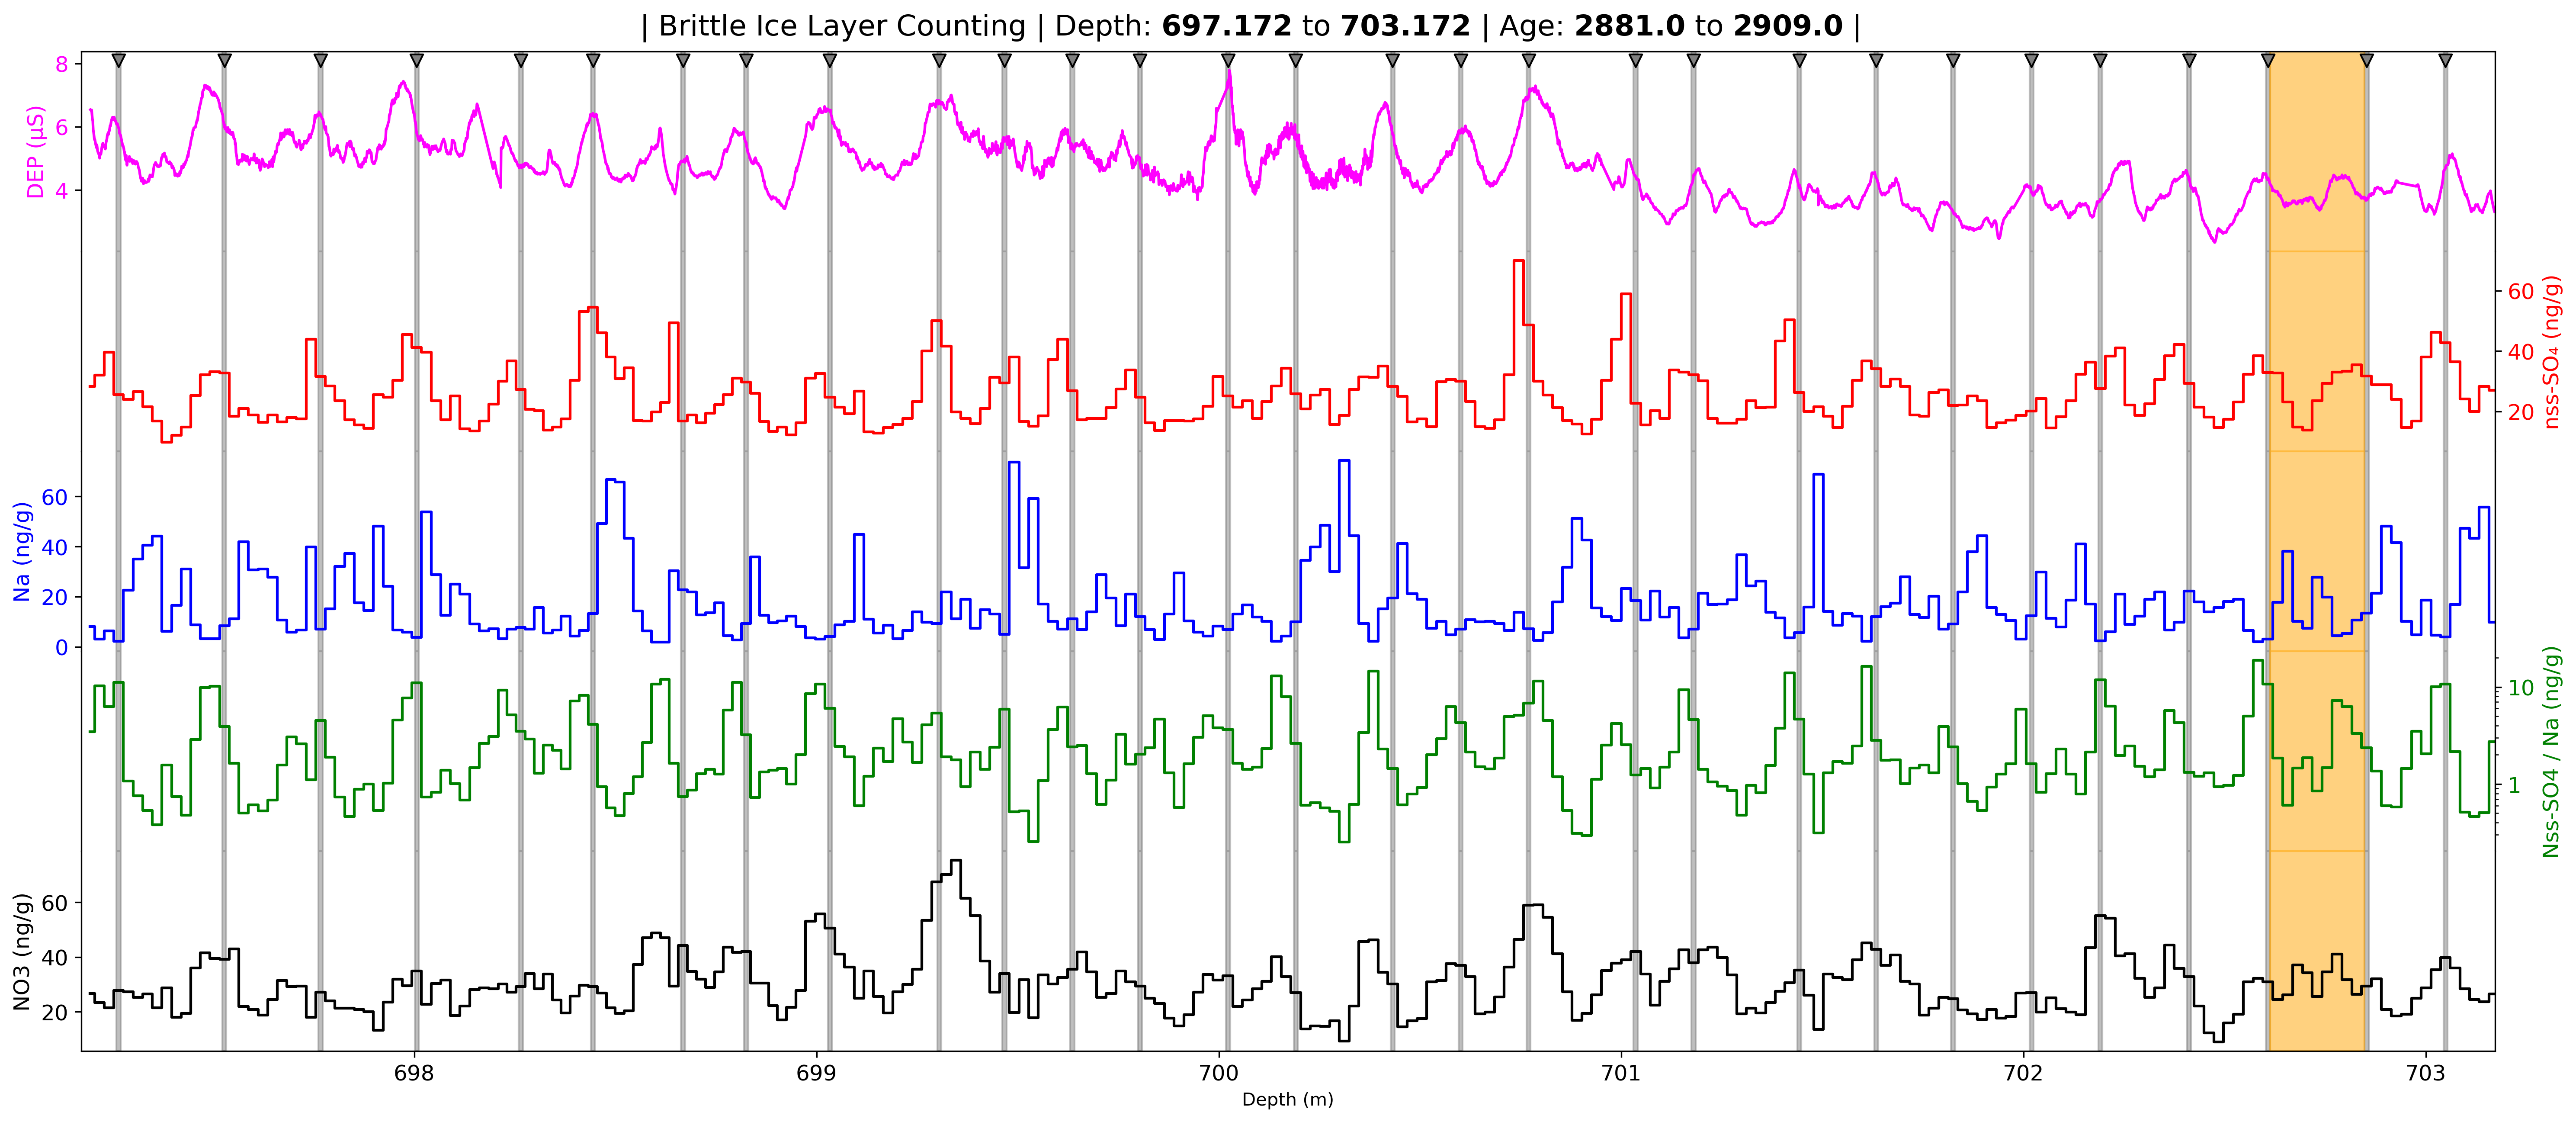 | Brittle Ice Layer Counting | Depth: 697.172 to 703.172 | Age: 2881.0 to 2909.0 |
8
6
4
DEP (µS)
60
40
20
nss-SO₄ (ng/g)
60
40
20
0
Na (ng/g)
10
1
Nss-SO4 / Na (ng/g)
60
40
20
NO3 (ng/g)
698 699 700 701 702 703
Depth (m)